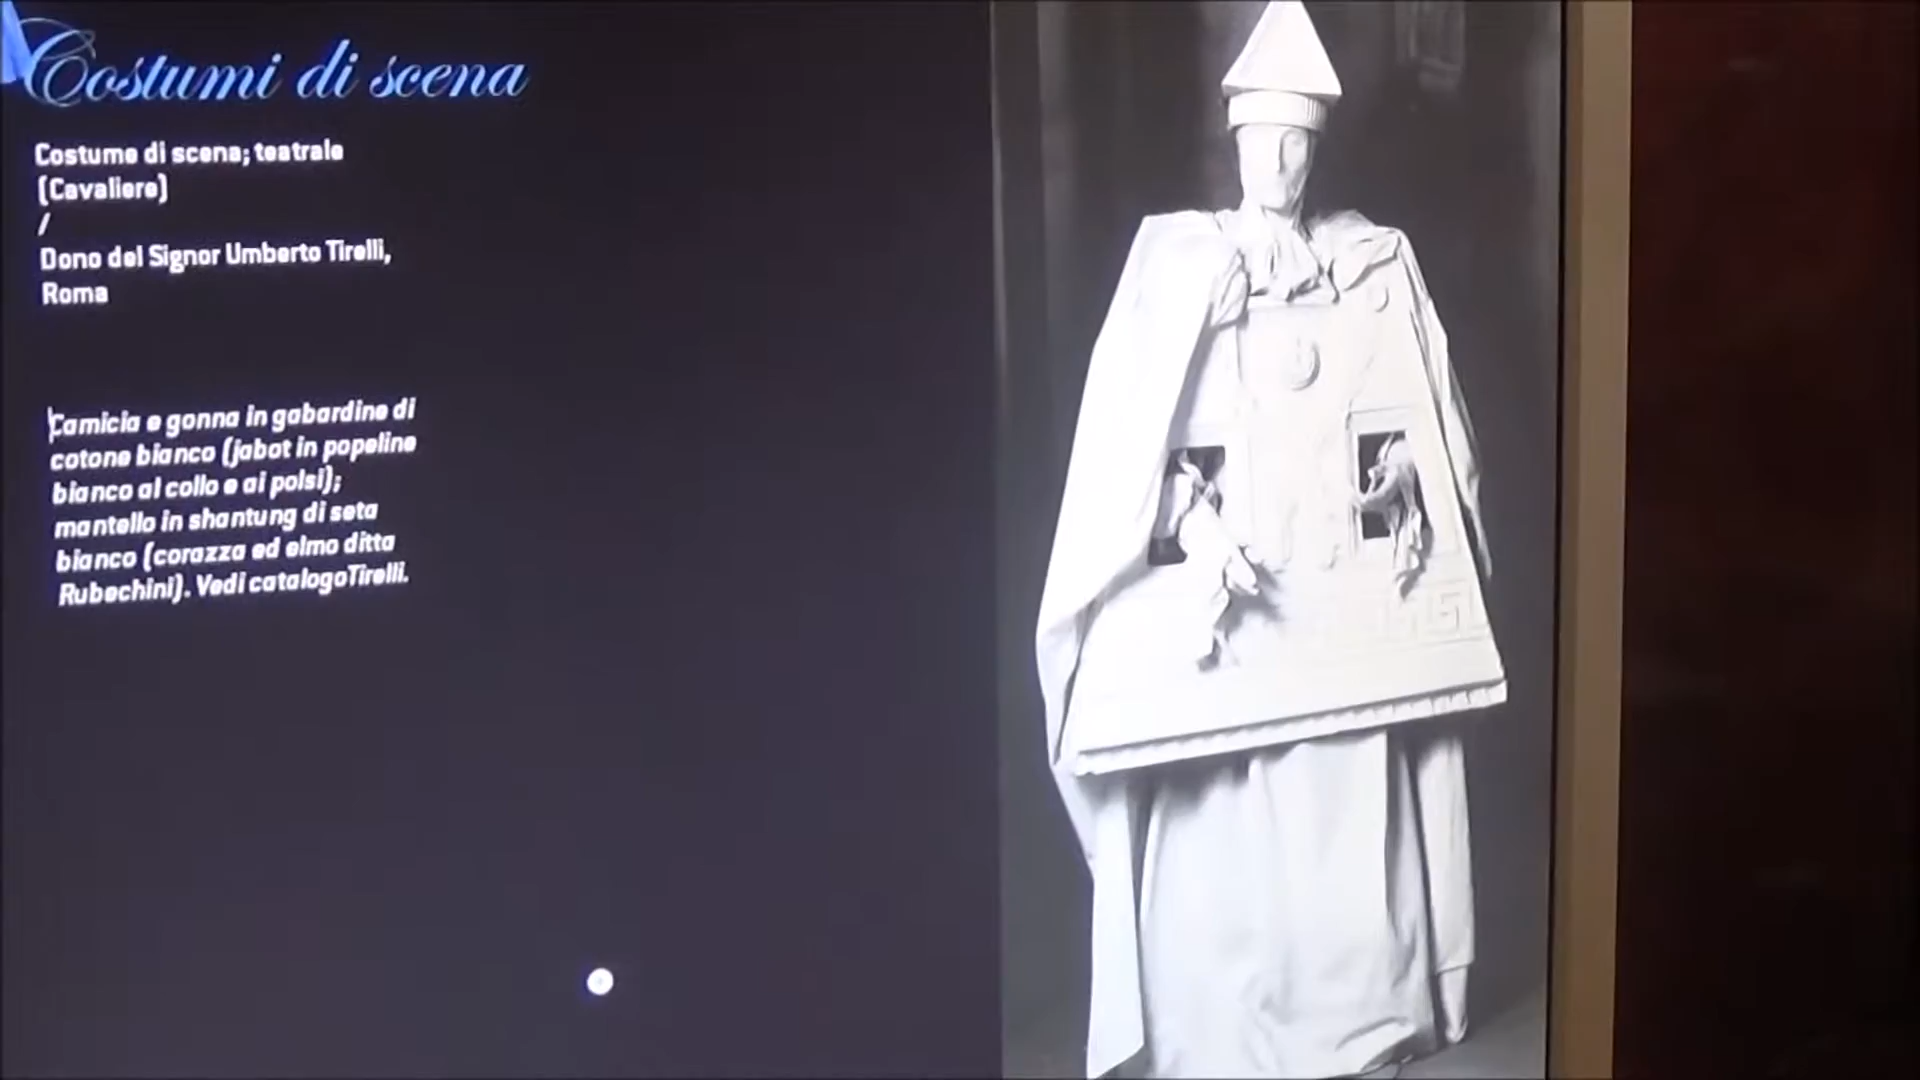 Costumi di scena
Costume di scena; teatrale
(Cavaliere)
/
Dono del Signor Umberto Tirelli,
Roma
Camicia e gonna in gabardine di
cotone bianco (jabot in popeline
bianco al collo e ai polsi);
mantello in shantung di seta
bianco (corazza ed elmo ditta
Rubechini). Vedi catalogoTirelli.